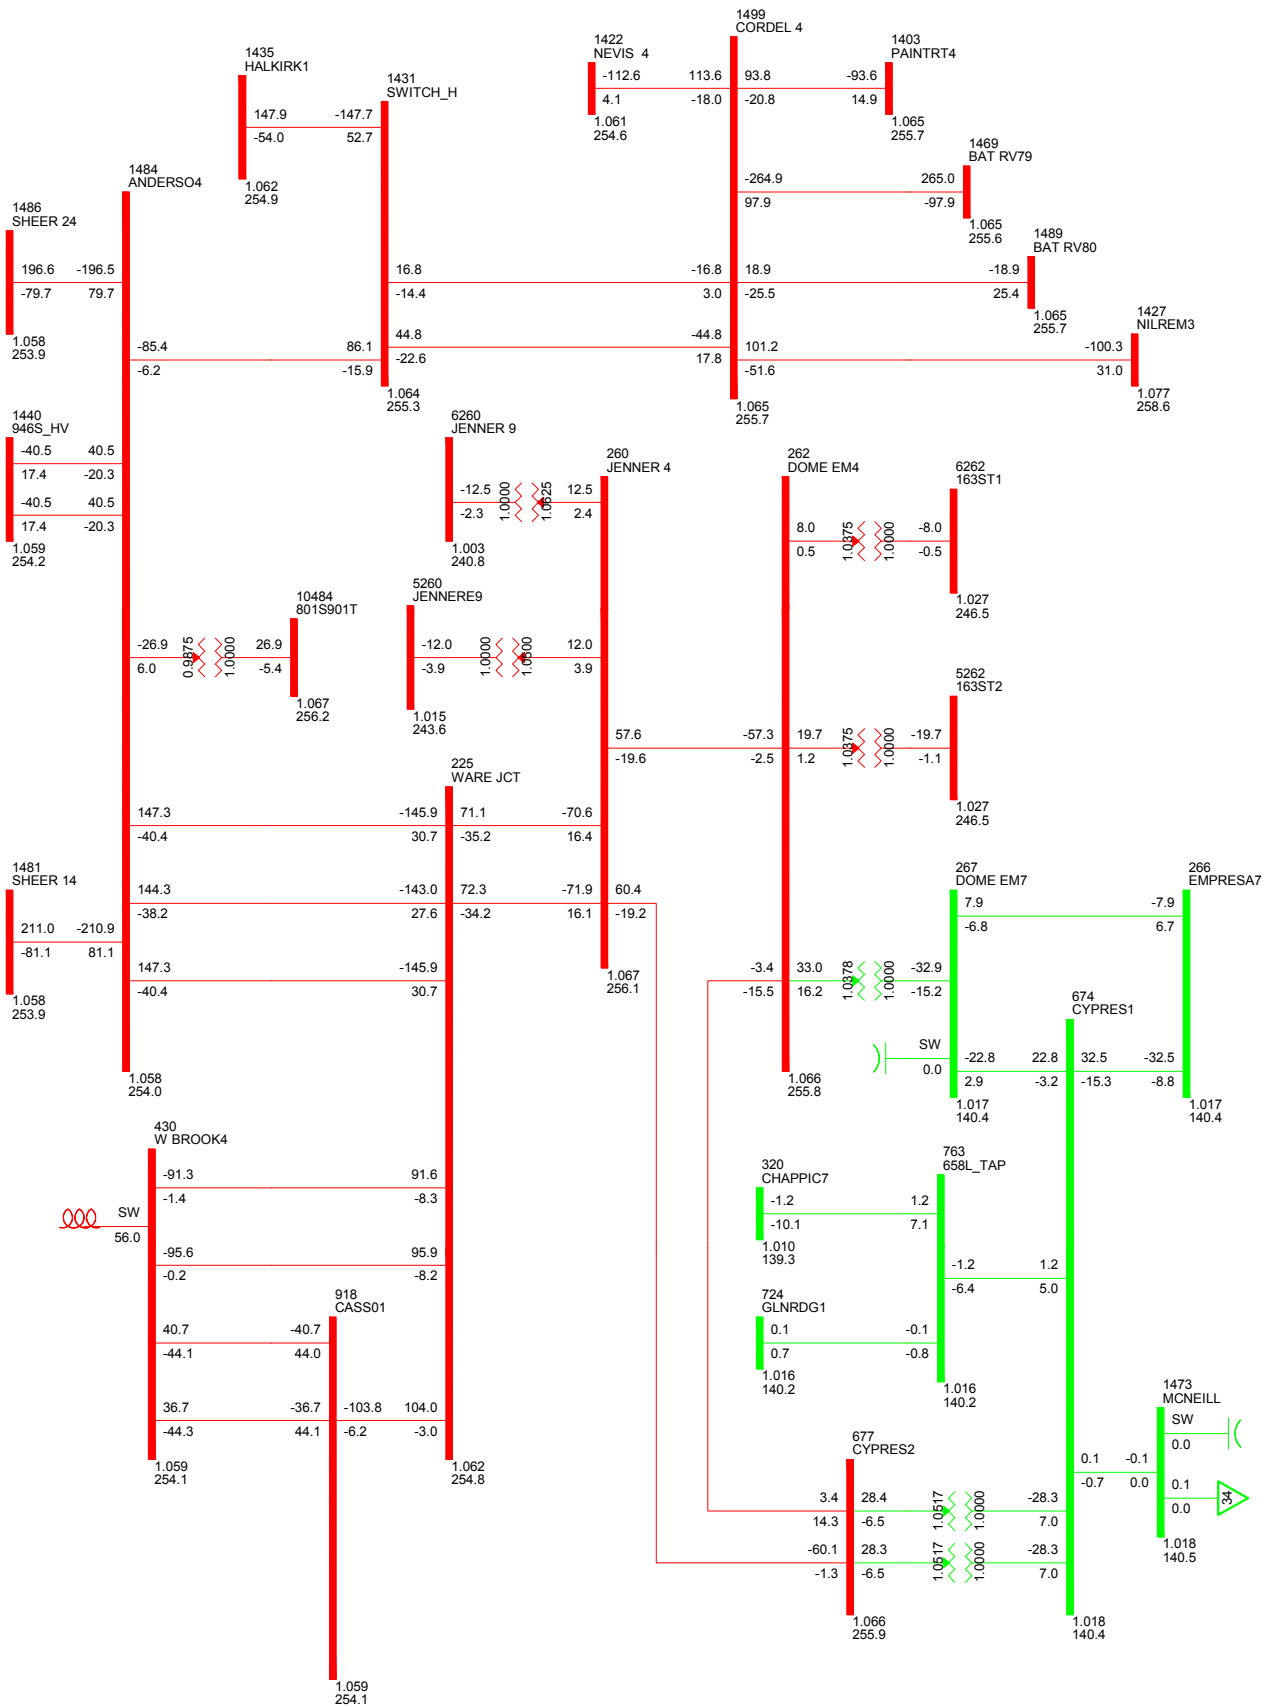 1499
CORDEL 4
1422
NEVIS  4
1403
PAINTRT4
1435
HALKIRK1
1431
SWITCH_H
-112.6 113.6 93.8 -93.6
4.1 -18.0 -20.8 14.9
1.061
254.6
1.065
255.7
147.9 -147.7
-54.0 52.7
1.062
254.9
1469
BAT RV79
-264.9 265.0
97.9 -97.9
1.065
255.6
1484
ANDERSO4
1486
SHEER 24
196.6 -196.5
-79.7 79.7
1.058
253.9
1489
BAT RV80
16.8 -16.8 18.9 -18.9
-14.4 3.0 -25.5 25.4
1.065
255.7
1427
NILREM3
-85.4 86.1
-6.2 -15.9
44.8 -44.8
-22.6 17.8
101.2 -100.3
-51.6 31.0
1.064
255.3
1.065
255.7
1.077
258.6
1440
946S_HV
-40.5 40.5
17.4 -20.3
-40.5 40.5
17.4 -20.3
1.059
254.2
6260
JENNER 9
260
JENNER 4
262
DOME EM4
6262
163ST1
-12.5 1.0000 1.0625 12.5
-2.3 2.4
1.003
240.8
8.0 1.0375 1.0000 -8.0
0.5 -0.5
1.027
246.5
10484
801S901T
5260
JENNERE9
-26.9 0.9875 1.0000 26.9
6.0 -5.4
1.067
256.2
-12.0 1.0000 1.0500 12.0
-3.9 3.9
1.015
243.6
5262
163ST2
57.6 -57.3 19.7 1.0375 1.0000 -19.7
-19.6 -2.5 1.2 -1.1
1.027
246.5
225
WARE JCT
147.3 -145.9 71.1 -70.6
-40.4 30.7 -35.2 16.4
1481
SHEER 14
211.0 -210.9
-81.1 81.1
1.058
253.9
144.3 -143.0 72.3 -71.9 60.4
-38.2 27.6 -34.2 16.1 -19.2
147.3 -145.9
-40.4 30.7
1.058
254.0
1.067
256.1
267
DOME EM7
266
EMPRESA7
7.9 -7.9
-6.8 6.7
-3.4 33.0 1.0378 1.0000 -32.9
-15.5 16.2 -15.2
674
CYPRES1
SW
0.0
-22.8 22.8 32.5 -32.5
2.9 -3.2 -15.3 -8.8
1.066
255.8
1.017
140.4
1.017
140.4
430
W BROOK4
-91.3 91.6
-1.4 -8.3
SW
56.0
-95.6 95.9
-0.2 -8.2
320
CHAPPIC7
763
658L_TAP
-1.2 1.2
-10.1 7.1
1.010
139.3
-1.2 1.2
-6.4 5.0
724
GLNRDG1
0.1 -0.1
0.7 -0.8
1.016
140.2
1.016
140.2
918
CASS01
40.7 -40.7
-44.1 44.0
36.7 -36.7 -103.8 104.0
-44.3 44.1 -6.2 -3.0
1.059
254.1
1.062
254.8
1473
MCNEILL
SW
0.0
0.1 -0.1
-0.7 0.0
0.1
0.0
34
1.018
140.5
677
CYPRES2
3.4 28.4 1.0517 1.0000 -28.3
14.3 -6.5 7.0
-60.1 28.3 1.0517 1.0000 -28.3
-1.3 -6.5 7.0
1.066
255.9
1.018
140.4
1.059
254.1